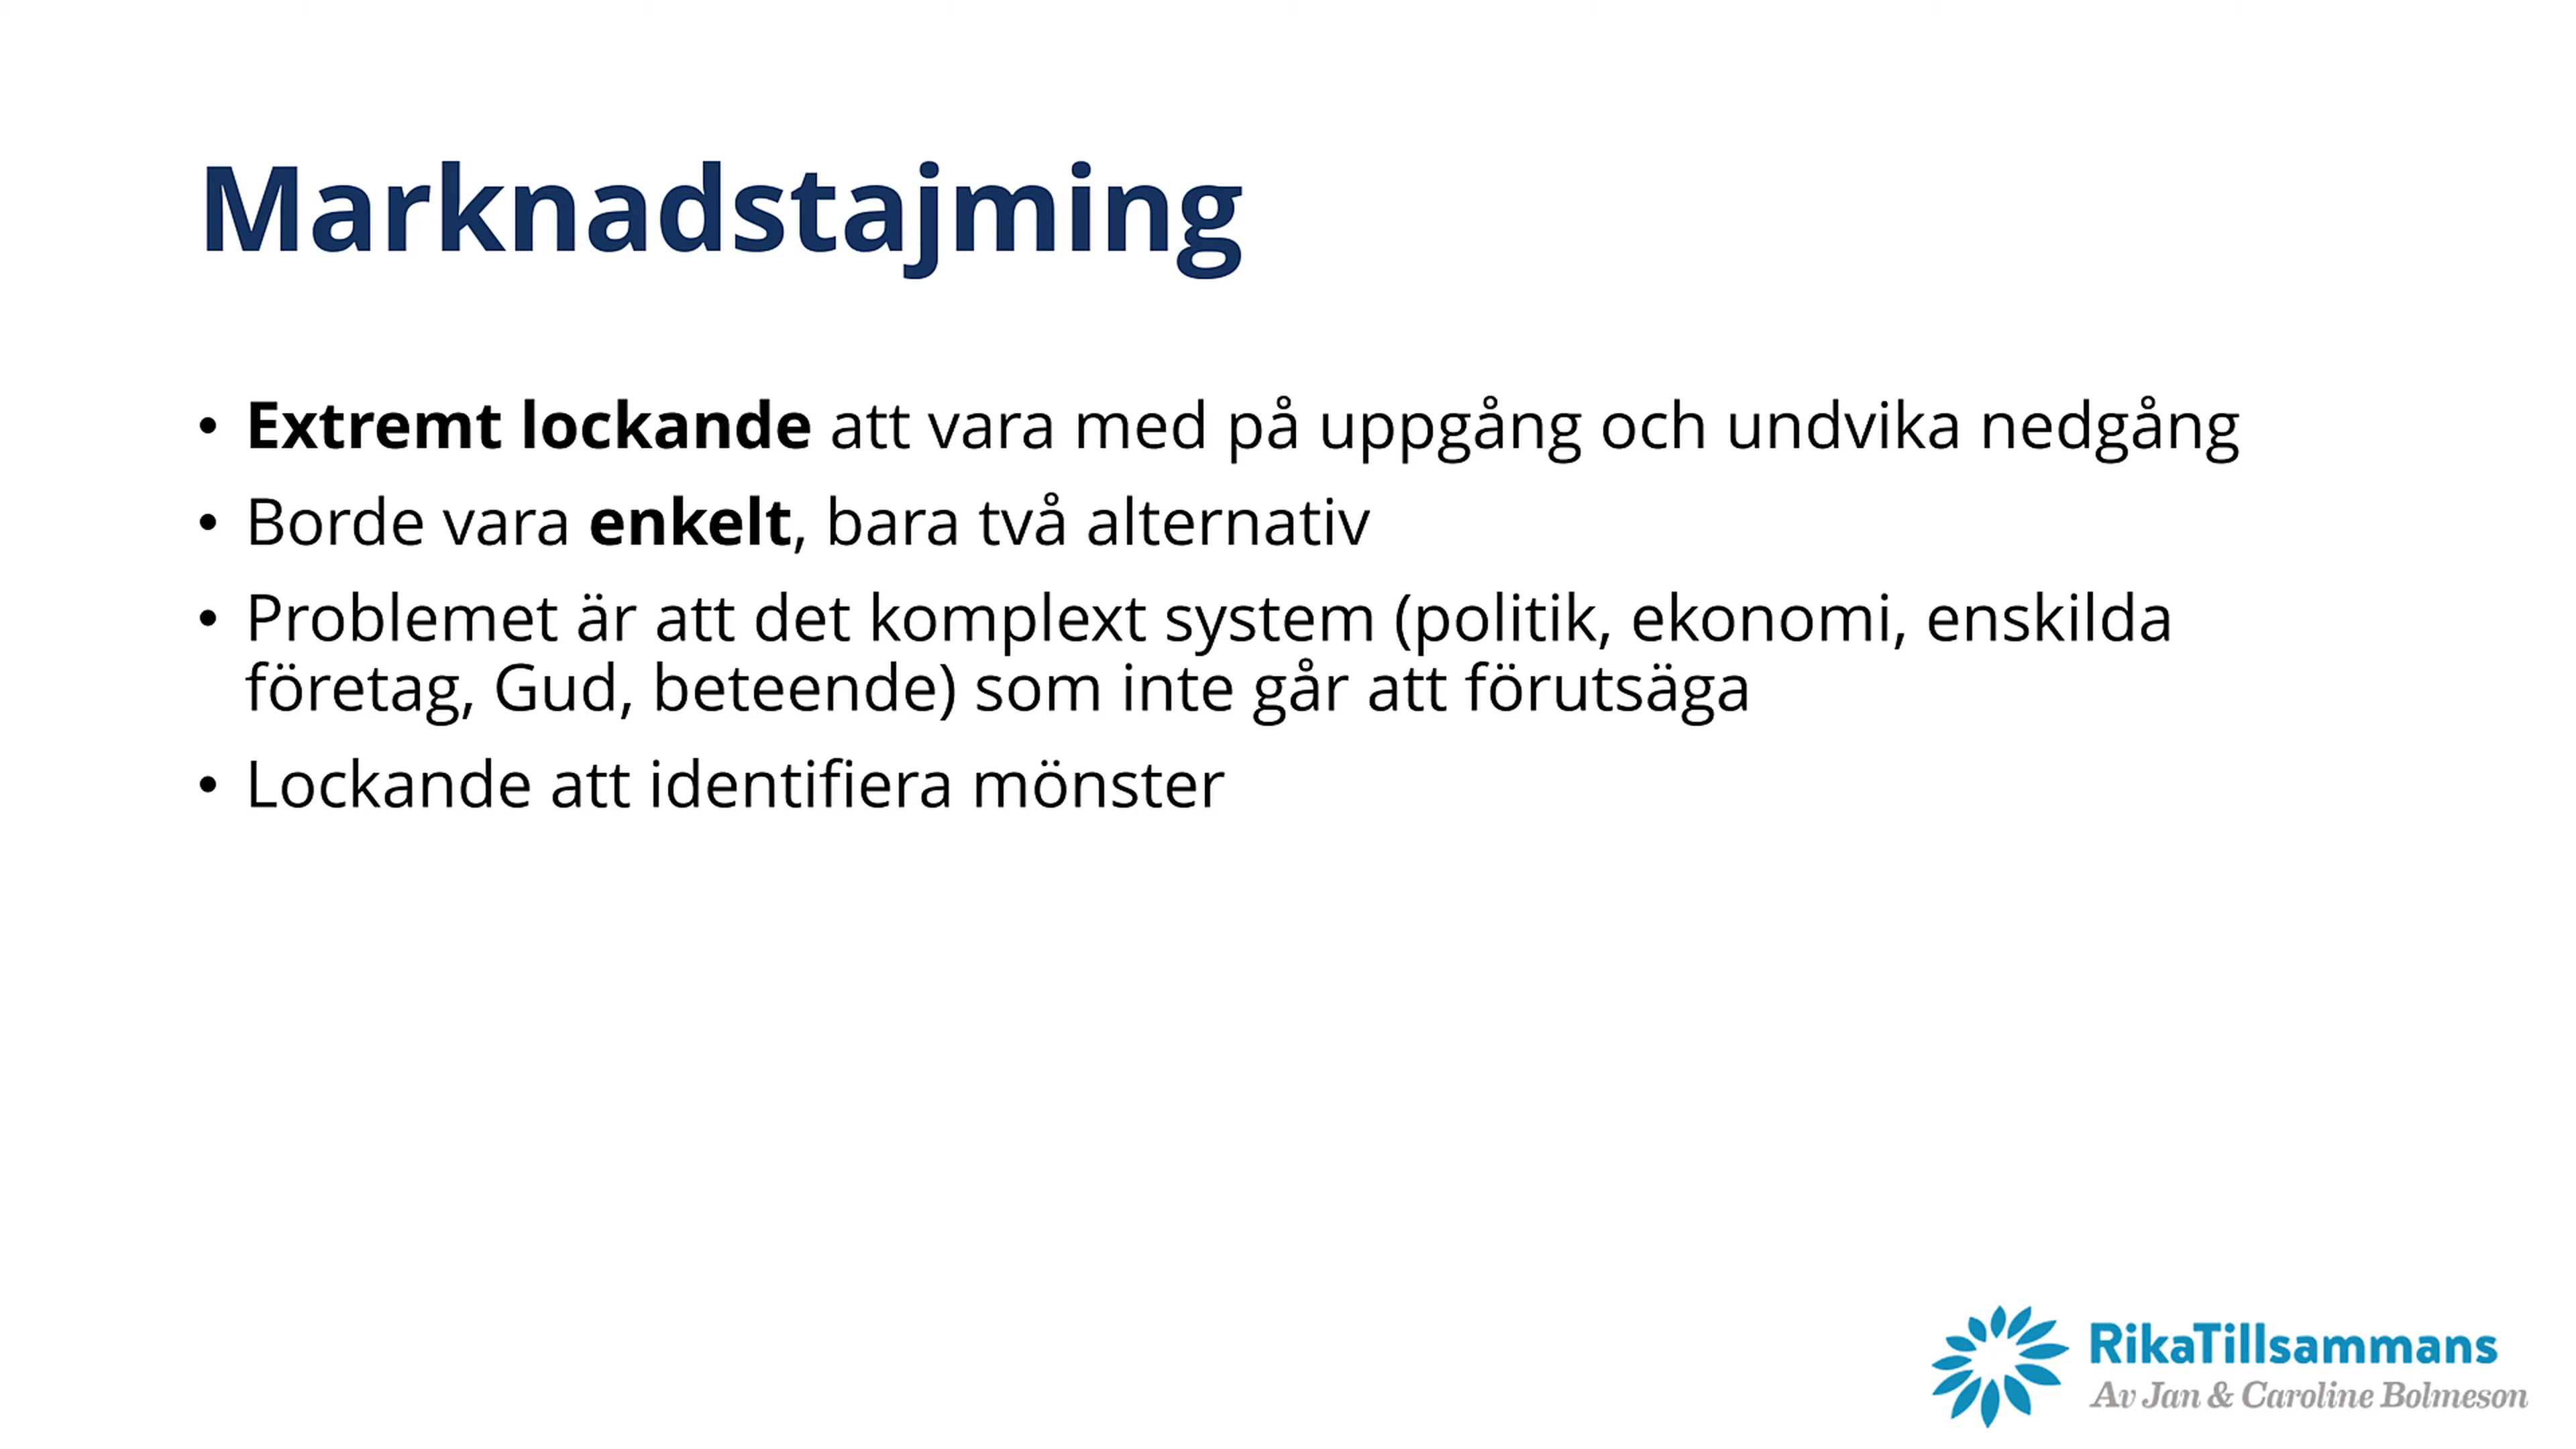 Marknadstajming
• Extremt lockande att vara med på uppgång och undvika nedgång
• Borde vara enkelt, bara två alternativ
• Problemet är att det komplext system (politik, ekonomi, enskilda
företag, Gud, beteende) som inte går att förutsäga
• Lockande att identifiera mönster
RikaTillsammans
Av Jan & Caroline Bolmeson